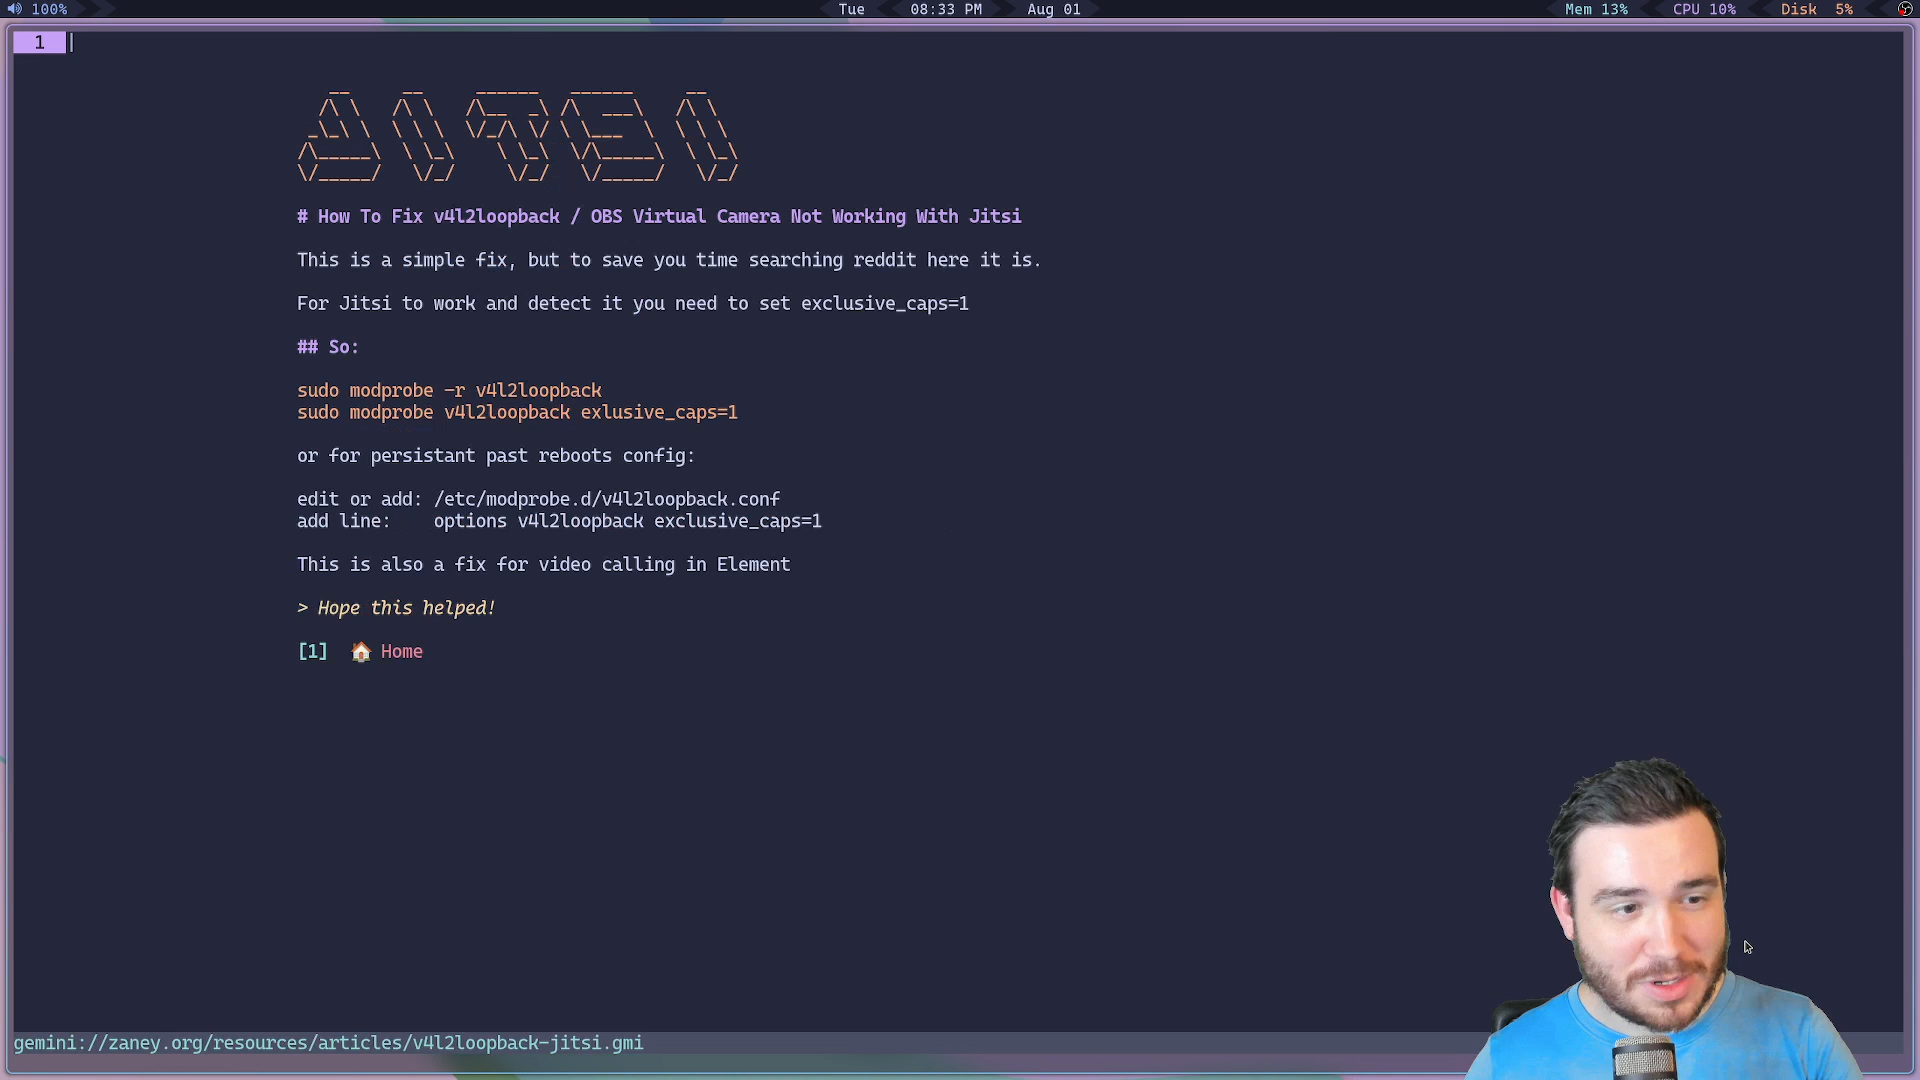 100%
Tue 08:33 PM Aug 01
Mem 13% CPU 10% Disk 5%
1
JITSI
# How To Fix v4l2loopback / OBS Virtual Camera Not Working With Jitsi
This is a simple fix, but to save you time searching reddit here it is.
For Jitsi to work and detect it you need to set exclusive_caps=1
## So:
sudo modprobe -r v4l2loopback
sudo modprobe v4l2loopback exlusive_caps=1
or for persistant past reboots config:
edit or add: /etc/modprobe.d/v4l2loopback.conf
add line:    options v4l2loopback exclusive_caps=1
This is also a fix for video calling in Element
> Hope this helped!
[1] 🏠 Home
gemini://zaney.org/resources/articles/v4l2loopback-jitsi.gmi